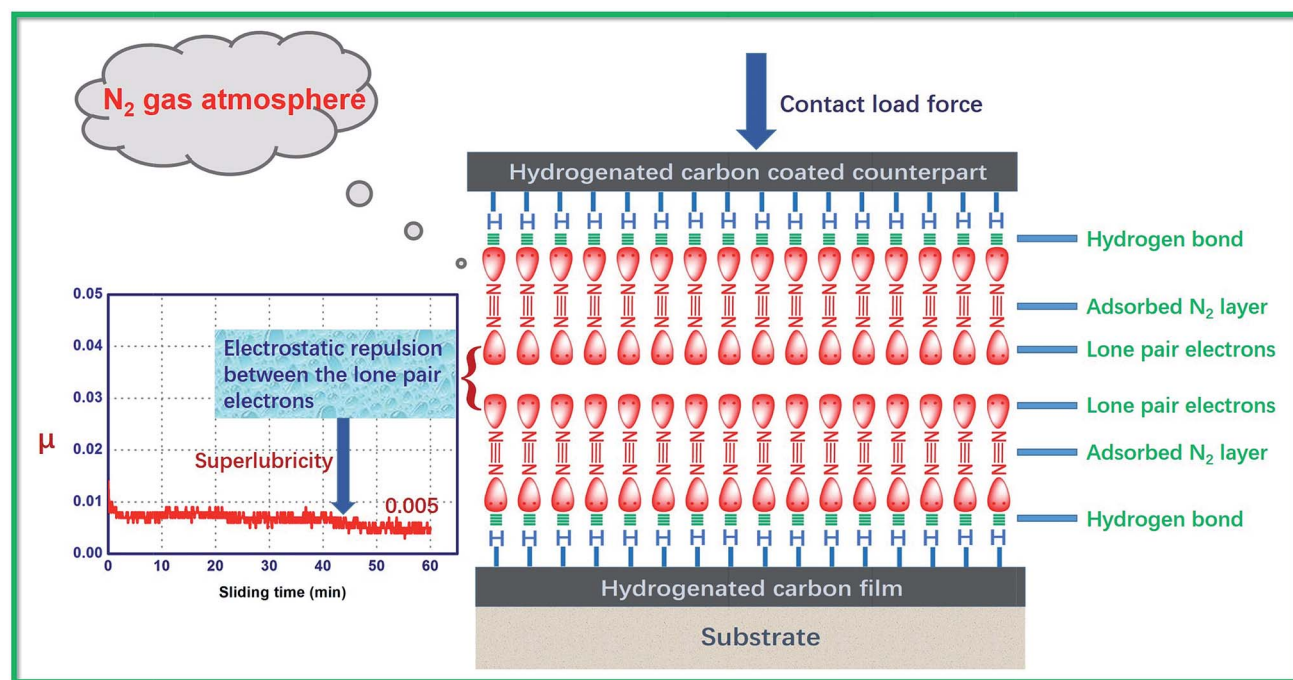 N₂ gas atmosphere
Contact load force
Hydrogenated carbon coated counterpart
H H H H H H H H H H H H H H H H
Hydrogen bond
N≡N N≡N N≡N N≡N N≡N N≡N N≡N N≡N N≡N N≡N N≡N N≡N N≡N N≡N N≡N N≡N
Adsorbed N₂ layer
Lone pair electrons
Lone pair electrons
N≡N N≡N N≡N N≡N N≡N N≡N N≡N N≡N N≡N N≡N N≡N N≡N N≡N N≡N N≡N N≡N
Adsorbed N₂ layer
Hydrogen bond
H H H H H H H H H H H H H H H H
Hydrogenated carbon film
Substrate
0.05
0.04
0.03
0.02
0.01
0.00
μ
Electrostatic repulsion
between the lone pair
electrons
Superlubricity
0.005
0 10 20 30 40 50 60
Sliding time (min)